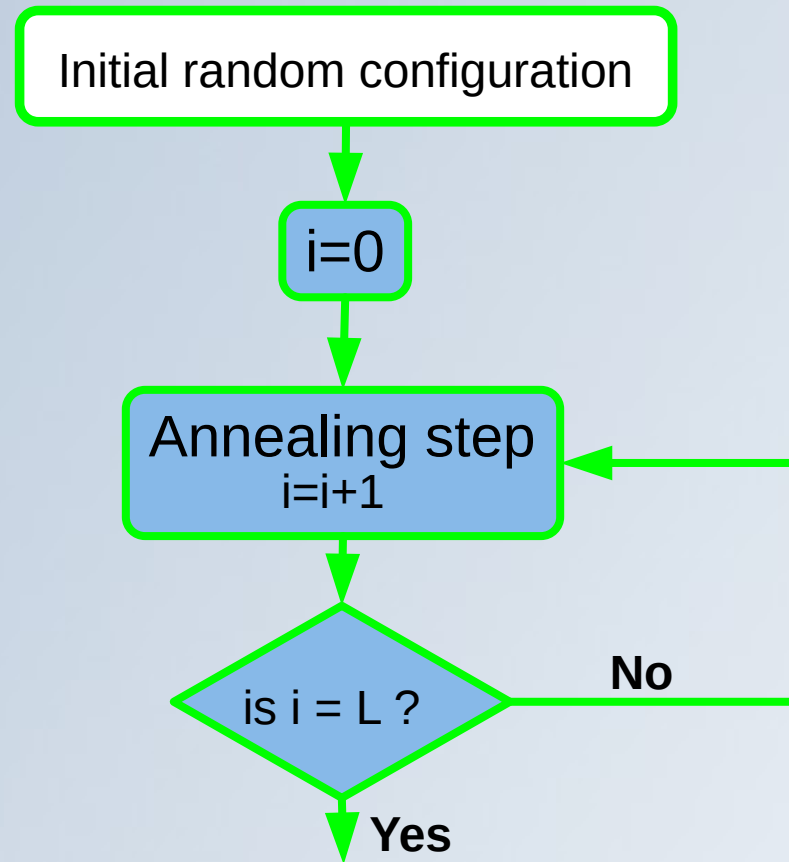 Initial random configuration
i=0
Annealing step
i=i+1
is i = L ?
No
Yes